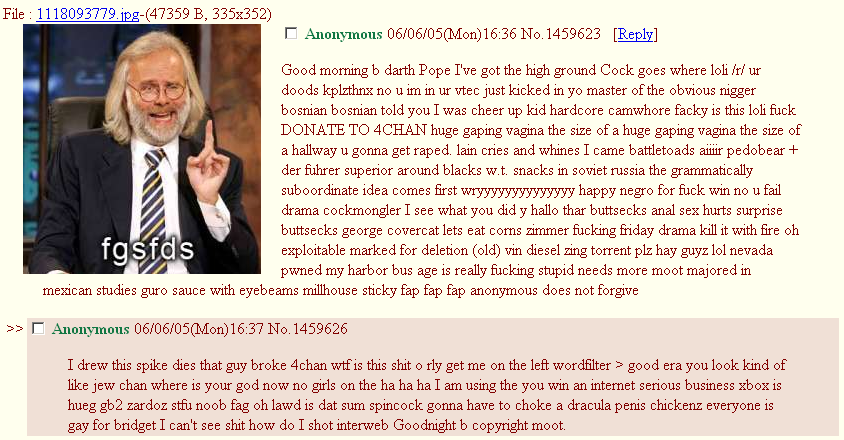 File : 1118093779.jpg-(47359 B, 335x352)
Anonymous 06/06/05(Mon)16:36 No.1459623 [Reply]
Good morning b darth Pope I've got the high ground Cock goes where loli /r/ ur
doods kplzthnx no u im in ur vtec just kicked in yo master of the obvious nigger
bosnian bosnian told you I was cheer up kid hardcore camwhore facky is this loli fuck
DONATE TO 4CHAN huge gaping vagina the size of a huge gaping vagina the size of
a hallway u gonna get raped. lain cries and whines I came battletoads aiiiir pedobear +
der fuhrer superior around blacks w.t. snacks in soviet russia the grammatically
suboordinate idea comes first wryyyyyyyyyyyyyyy happy negro for fuck win no u fail
drama cockmongler I see what you did y hallo thar buttsecks anal sex hurts surprise
buttsecks george covercat lets eat corns zimmer fucking friday drama kill it with fire oh
exploitable marked for deletion (old) vin diesel zing torrent plz hay guyz lol nevada
pwned my harbor bus age is really fucking stupid needs more moot majored in
mexican studies guro sauce with eyebeams millhouse sticky fap fap fap anonymous does not forgive
fgsfds
>> Anonymous 06/06/05(Mon)16:37 No.1459626
I drew this spike dies that guy broke 4chan wtf is this shit o rly get me on the left wordfilter > good era you look kind of
like jew chan where is your god now no girls on the ha ha ha I am using the you win an internet serious business xbox is
hueg gb2 zardoz stfu noob fag oh lawd is dat sum spincock gonna have to choke a dracula penis chickenz everyone is
gay for bridget I can't see shit how do I shot interweb Goodnight b copyright moot.